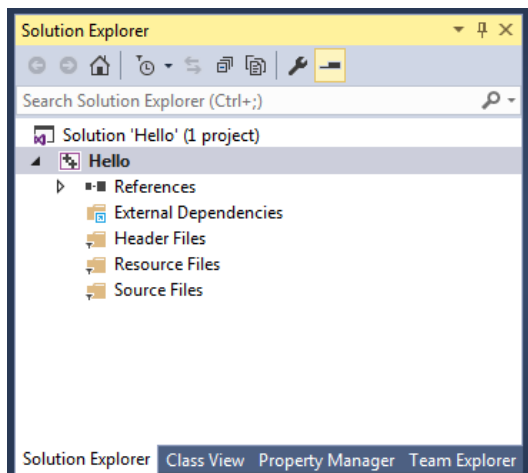 Solution Explorer
Search Solution Explorer (Ctrl+;)
Solution 'Hello' (1 project)
Hello
References
External Dependencies
Header Files
Resource Files
Source Files
Solution Explorer Class View Property Manager Team Explorer